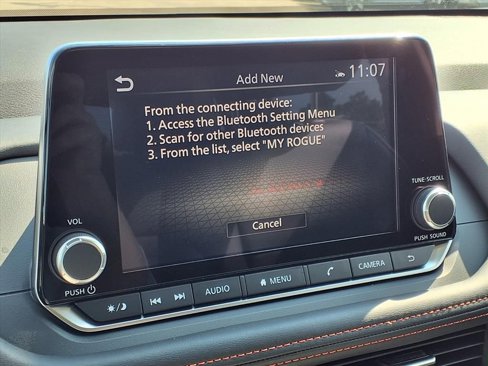 Add New
11:07
From the connecting device:
1. Access the Bluetooth Setting Menu
2. Scan for other Bluetooth devices
3. From the list, select "MY ROGUE"
Cancel
VOL
PUSH
TUNE·SCROLL
PUSH SOUND
AUDIO
MENU
CAMERA